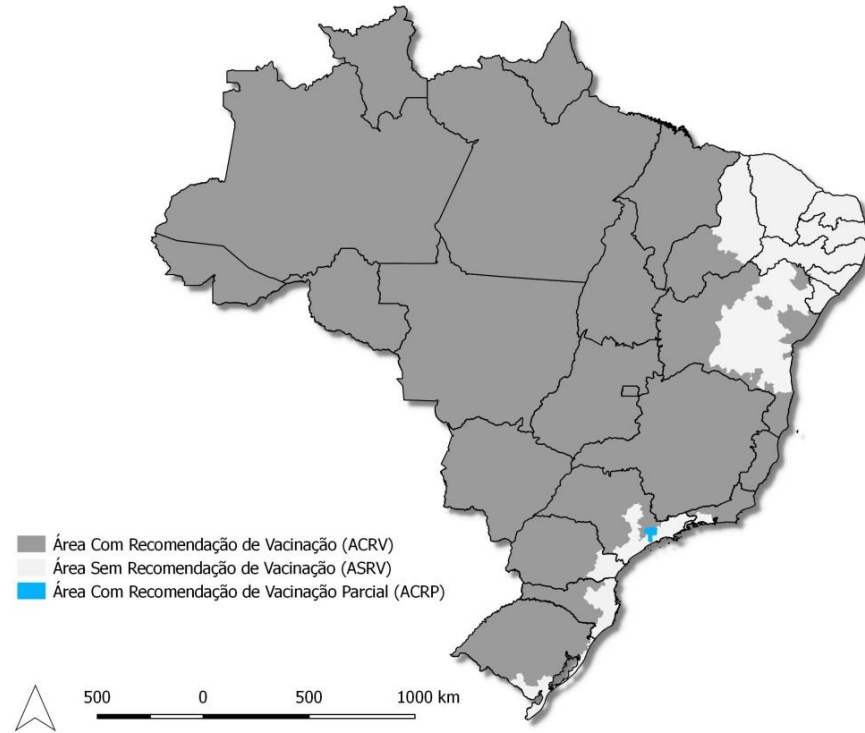 Área Com Recomendação de Vacinação (ACRV)
Área Sem Recomendação de Vacinação (ASRV)
Área Com Recomendação de Vacinação Parcial (ACRP)
500 0 500 1000 km